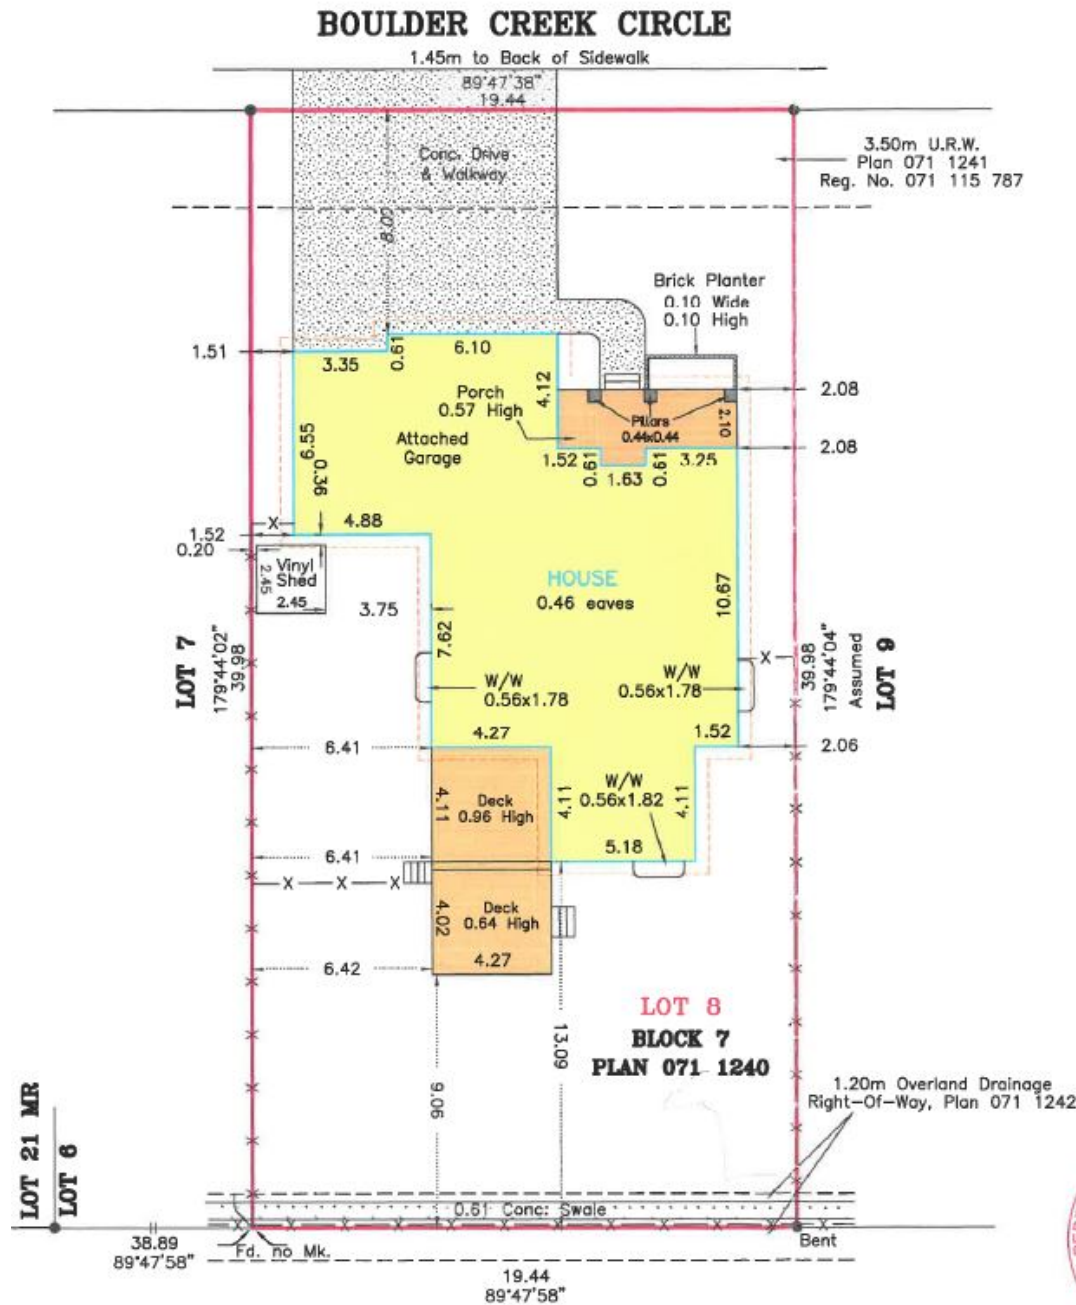 BOULDER CREEK CIRCLE
1.45m to Back of Sidewalk
89°47'38"
19.44
3.50m U.R.W.
Plan 071 1241
Reg. No. 071 115 787
Conc. Drive
& Walkway
8.00
Brick Planter
0.10 Wide
0.10 High
1.51
3.35
0.61
6.10
4.12
Porch
0.57 High
Pillars
0.44x0.44
2.10
2.08
2.08
Attached
Garage
6.55
0.36
1.52
0.61
1.63
0.61
3.25
4.88
X
1.52
0.20
Vinyl
Shed
2.45
2.45
3.75
HOUSE
0.46 eaves
10.67
7.62
LOT 7
179°44'02"
39.98
W/W
0.56x1.78
W/W
0.56x1.78
X
39.98
179°44'04"
Assumed
LOT 9
6.41
4.27
1.52
2.06
4.11
Deck
0.96 High
4.11
W/W
0.56x1.82
4.11
5.18
6.41
X X X
4.02
Deck
0.64 High
4.27
6.42
9.06
13.09
LOT 8
BLOCK 7
PLAN 071 1240
1.20m Overland Drainage
Right-Of-Way, Plan 071 1242
LOT 21 MR
LOT 6
0.61 Conc. Swale
38.89
89°47'58"
Fd. no Mk.
Bent
19.44
89°47'58"